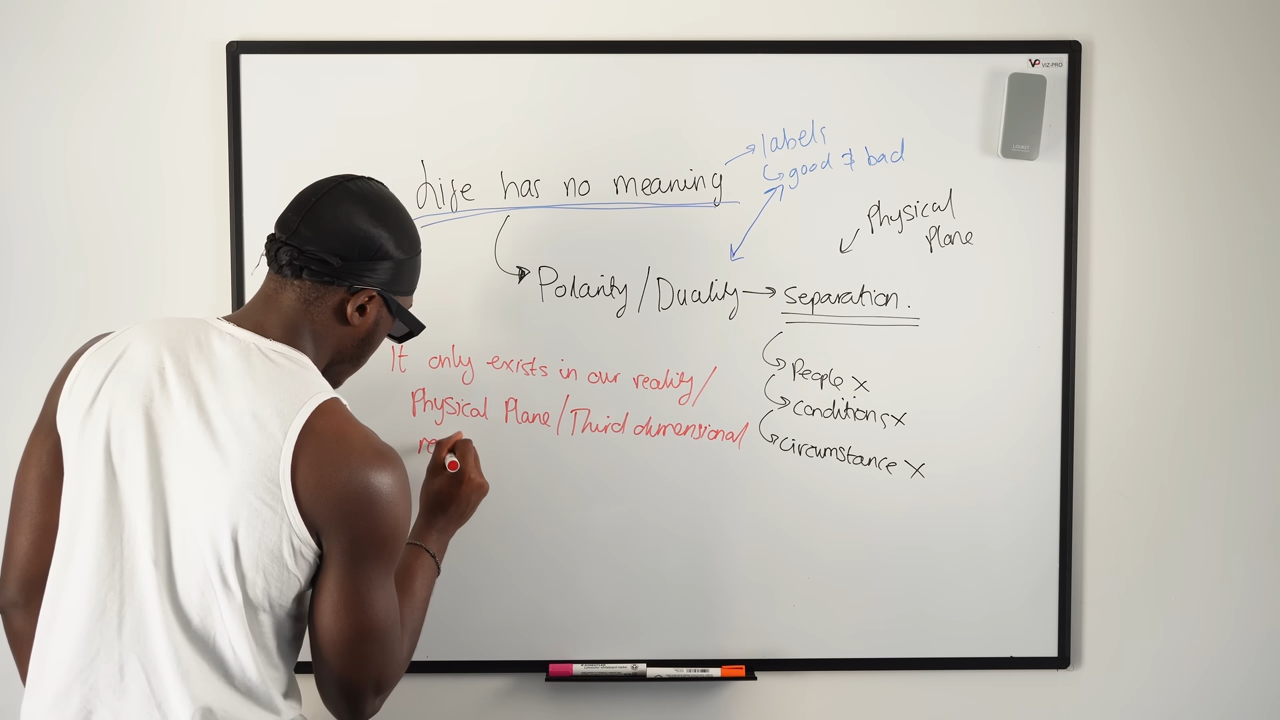 VIZ-PRO
labels
good & bad
Life has no meaning
Physical
Plane
Polarity/Duality → separation.
It only exists in our reality/
Physical Plane/Third dimensional
re
People x
Conditions x
circumstance x